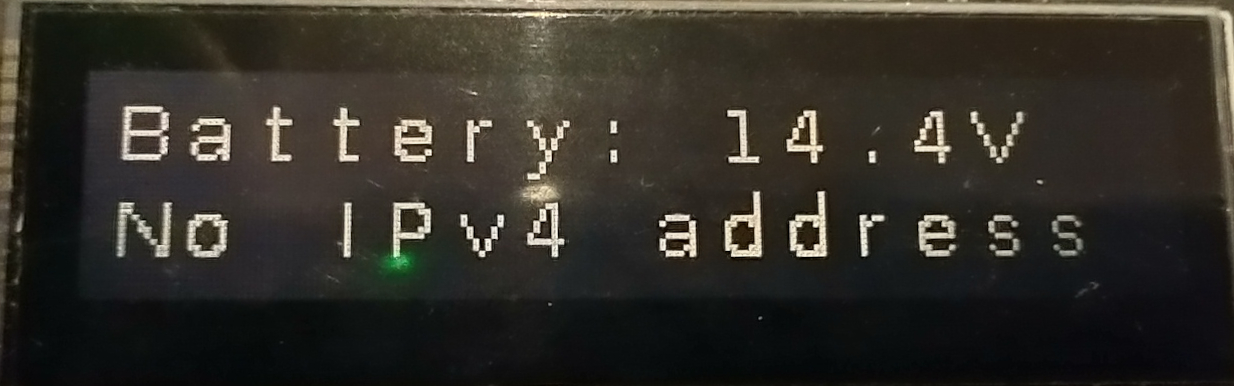 Battery: 14.4V
No IPv4 address